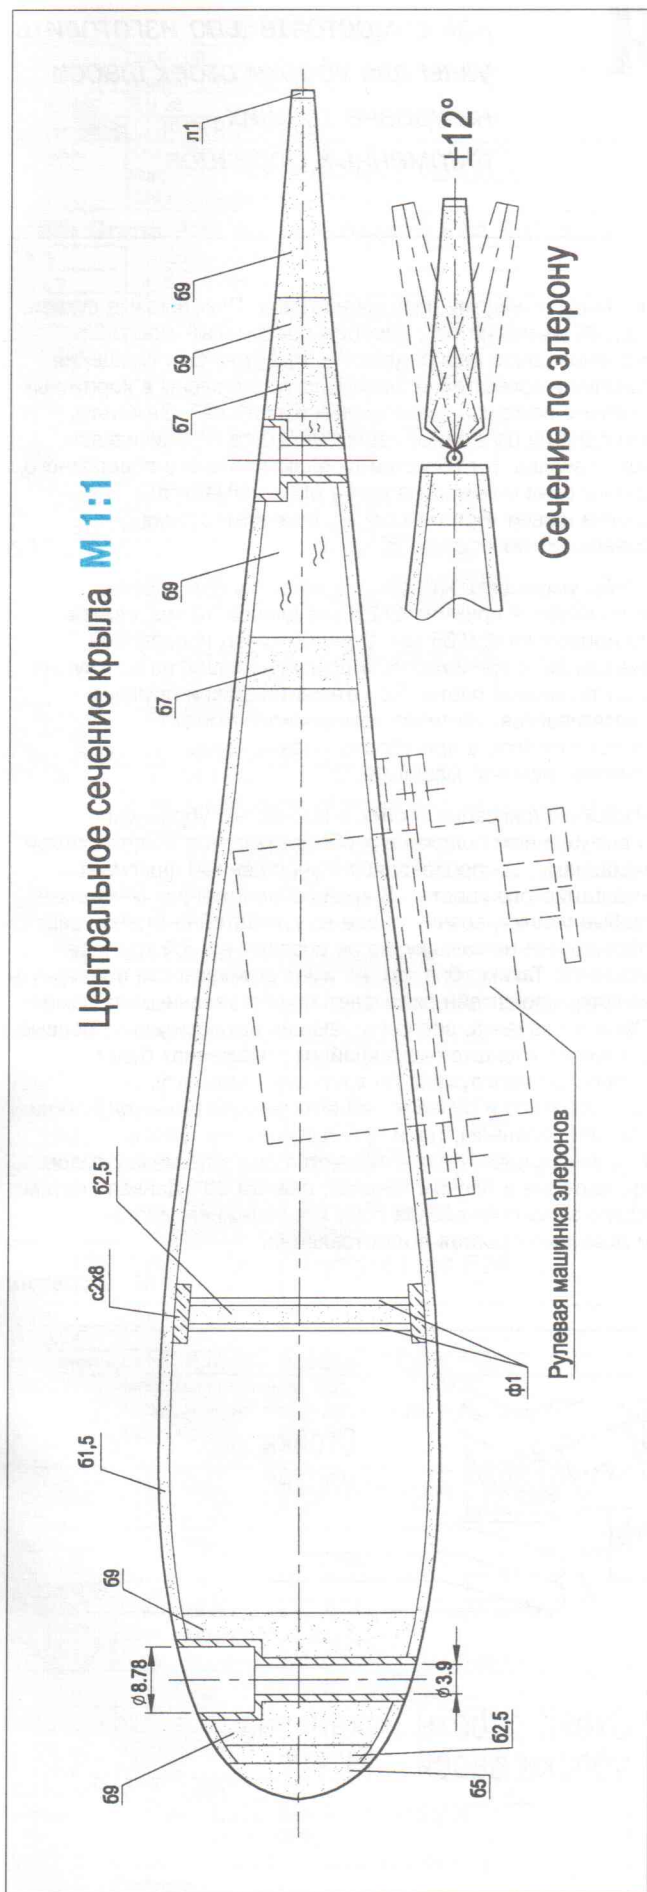 Центральное сечение крыла М 1:1
б9
ø8.78
б9
б1,5
с2х8
б2,5
б7
б9
б7
б9
б9
л1
б5
б2,5
ø3.9
ф1
Рулевая машинка элеронов
Сечение по элерону
±12°